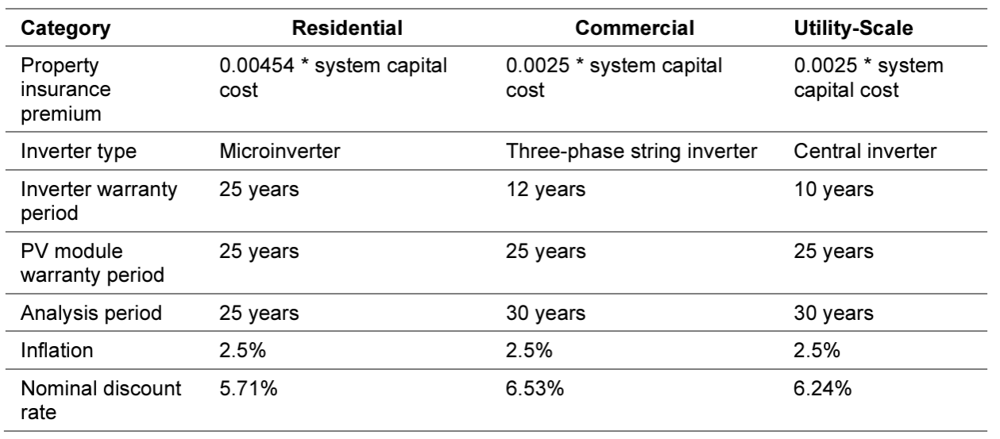 Category Residential Commercial Utility-Scale
Property insurance premium 0.00454 * system capital cost 0.0025 * system capital cost 0.0025 * system capital cost
Inverter type Microinverter Three-phase string inverter Central inverter
Inverter warranty period 25 years 12 years 10 years
PV module warranty period 25 years 25 years 25 years
Analysis period 25 years 30 years 30 years
Inflation 2.5% 2.5% 2.5%
Nominal discount rate 5.71% 6.53% 6.24%